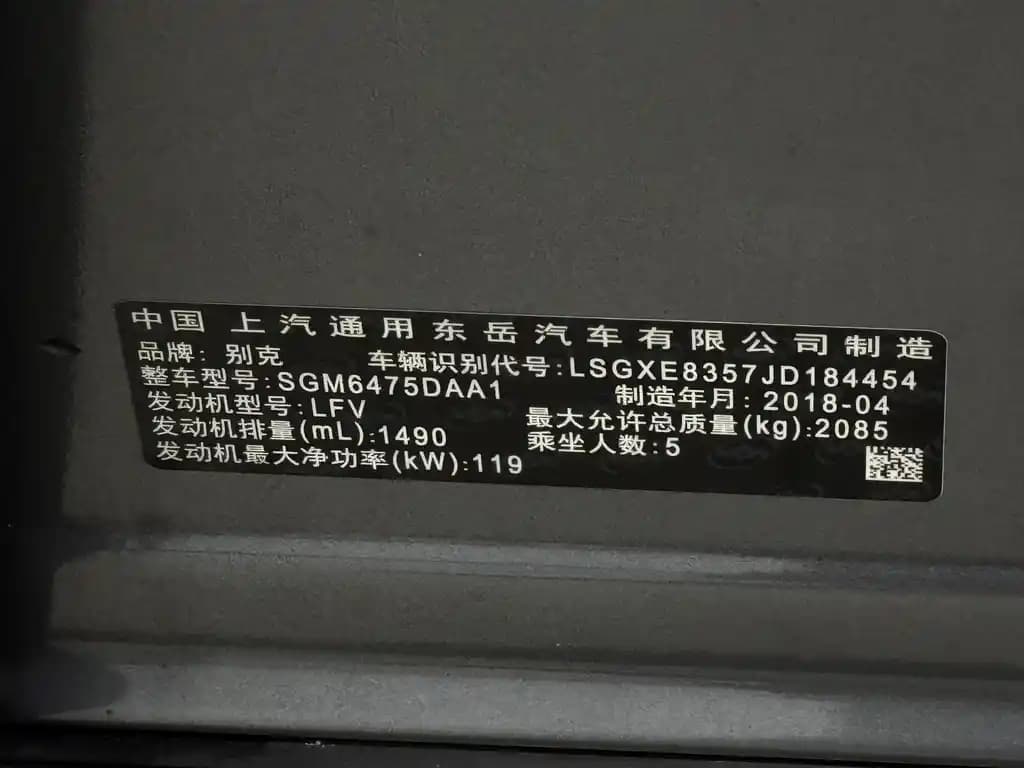 中国 上汽通用东岳汽车有限公司制造
品牌: 别克 车辆识别代号:LSGXE8357JD184454
整车型号:SGM6475DAA1 制造年月: 2018-04
发动机型号:LFV 最大允许总质量(kg):2085
发动机排量(mL):1490 乘坐人数:5
发动机最大净功率(kW):119